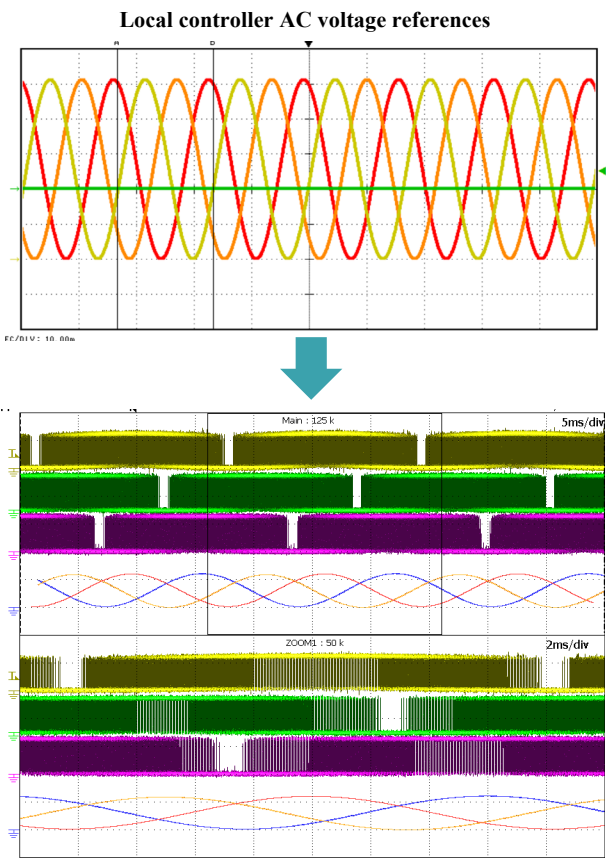 Local controller AC voltage references
A
D
EC/DIV: 10.00m
Main : 125 k
5ms/div
ZOOM1 : 50 k
2ms/div